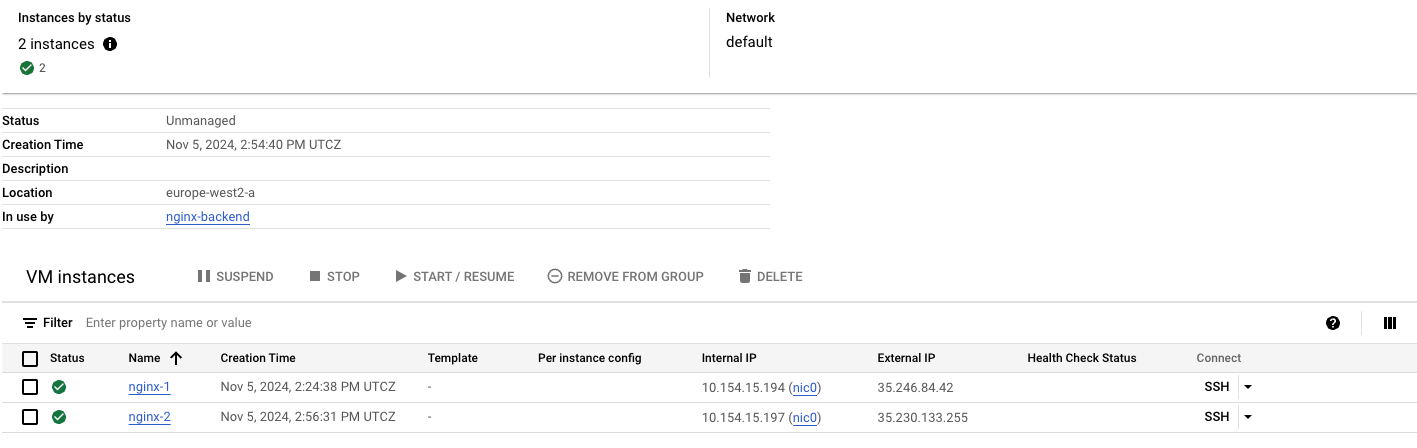 Instances by status
Network
2 instances
default
2
Status Unmanaged
Creation Time Nov 5, 2024, 2:54:40 PM UTCZ
Description
Location europe-west2-a
In use by nginx-backend
VM instances SUSPEND STOP START / RESUME REMOVE FROM GROUP DELETE
Filter Enter property name or value
Status Name Creation Time Template Per instance config Internal IP External IP Health Check Status Connect
nginx-1 Nov 5, 2024, 2:24:38 PM UTCZ - 10.154.15.194 (nic0) 35.246.84.42 SSH
nginx-2 Nov 5, 2024, 2:56:31 PM UTCZ - 10.154.15.197 (nic0) 35.230.133.255 SSH